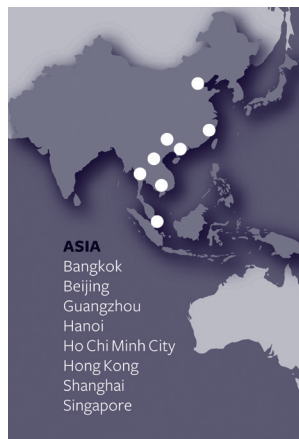 ASIA
Bangkok
Beijing
Guangzhou
Hanoi
Ho Chi Minh City
Hong Kong
Shanghai
Singapore